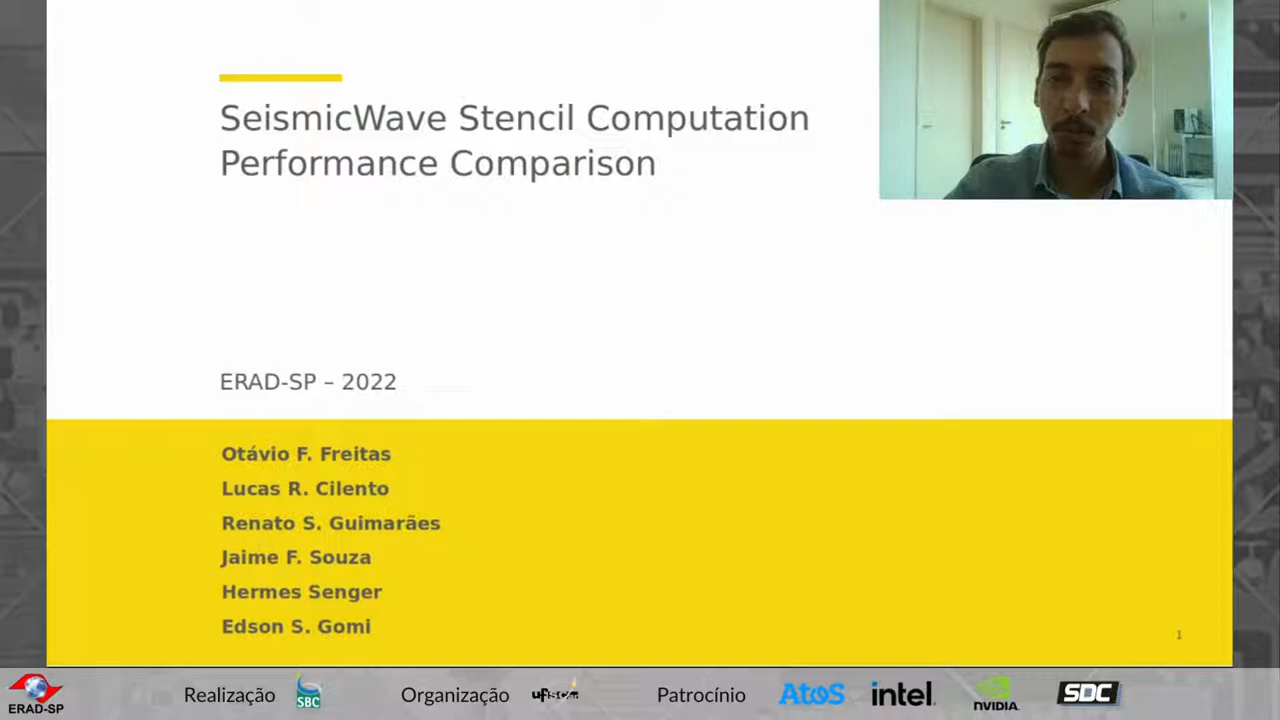 SeismicWave Stencil Computation
Performance Comparison
ERAD-SP – 2022
Otávio F. Freitas
Lucas R. Cilento
Renato S. Guimarães
Jaime F. Souza
Hermes Senger
Edson S. Gomi
1
ERAD-SP
Realização
SBC
Organização
ufscar
Patrocínio
Atos
intel.
NVIDIA.
SDC